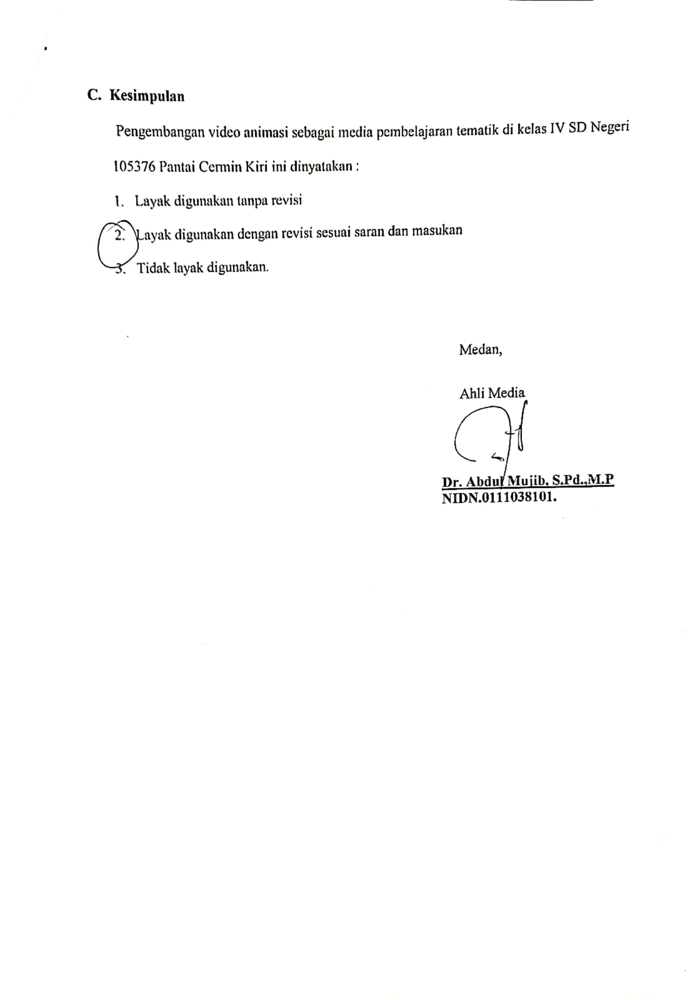 C. Kesimpulan
Pengembangan video animasi sebagai media pembelajaran tematik di kelas IV SD Negeri
105376 Pantai Cermin Kiri ini dinyatakan :
1. Layak digunakan tanpa revisi
2. Layak digunakan dengan revisi sesuai saran dan masukan
3. Tidak layak digunakan.
Medan,
Ahli Media
Dr. Abdul Mujib, S.Pd.,M.P
NIDN.0111038101.